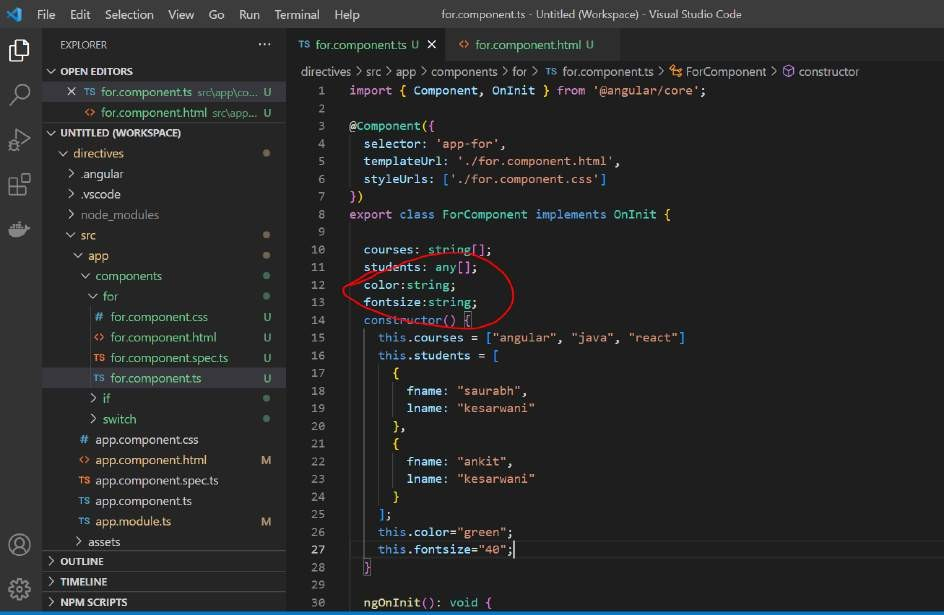 File Edit Selection View Go Run Terminal Help for.component.ts - Untitled (Workspace) - Visual Studio Code
EXPLORER ...
OPEN EDITORS
TS for.component.ts src\app\co... U
<> for.component.html src\app... U
UNTITLED (WORKSPACE)
directives
.angular
.vscode
node_modules
src
app
components
for
# for.component.css U
<> for.component.html U
TS for.component.spec.ts U
TS for.component.ts U
if
switch
# app.component.css
<> app.component.html M
TS app.component.spec.ts
TS app.component.ts
TS app.module.ts M
assets
OUTLINE
TIMELINE
NPM SCRIPTS
TS for.component.ts U <> for.component.html U
directives > src > app > components > for > TS for.component.ts > ForComponent > constructor
1 import { Component, OnInit } from '@angular/core';
2
3 @Component({
4 selector: 'app-for',
5 templateUrl: './for.component.html',
6 styleUrls: ['./for.component.css']
7 })
8 export class ForComponent implements OnInit {
9
10 courses: string[];
11 students: any[];
12 color:string;
13 fontsize:string;
14 constructor() {
15 this.courses = ["angular", "java", "react"]
16 this.students = [
17 {
18 fname: "saurabh",
19 lname: "kesarwani"
20 },
21 {
22 fname: "ankit",
23 lname: "kesarwani"
24 }
25 ];
26 this.color="green";
27 this.fontsize="40";
28 }
29
30 ngOnInit(): void {